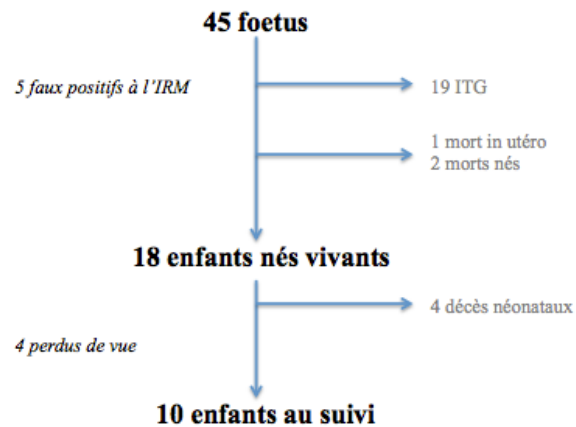 45 foetus
5 faux positifs à l'IRM
19 ITG
1 mort in utéro
2 morts nés
18 enfants nés vivants
4 décès néonataux
4 perdus de vue
10 enfants au suivi